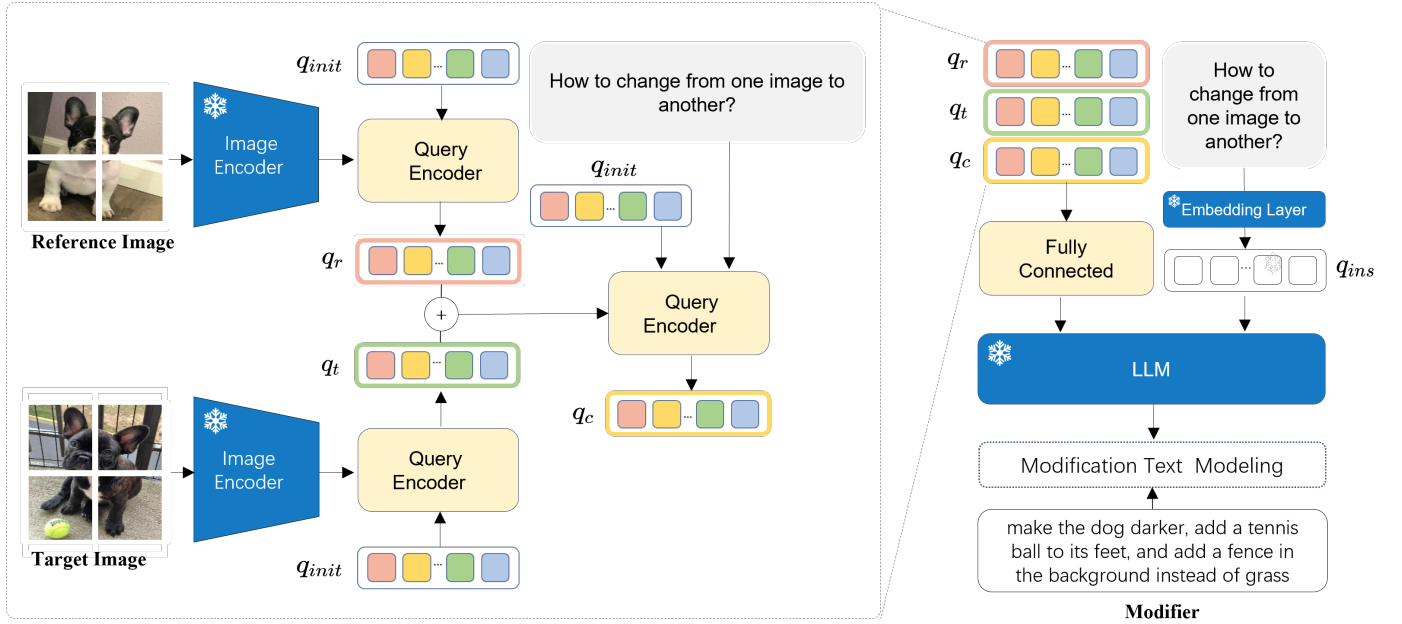 q_init
Image
Encoder
Query
Encoder
Reference Image
q_r
+
q_t
Image
Encoder
Query
Encoder
Target Image
q_init
How to change from one image to
another?
q_init
Query
Encoder
q_c
q_r
q_t
q_c
How to
change from
one image to
another?
Embedding Layer
Fully
Connected
q_ins
LLM
Modification Text Modeling
make the dog darker, add a tennis
ball to its feet, and add a fence in
the background instead of grass
Modifier